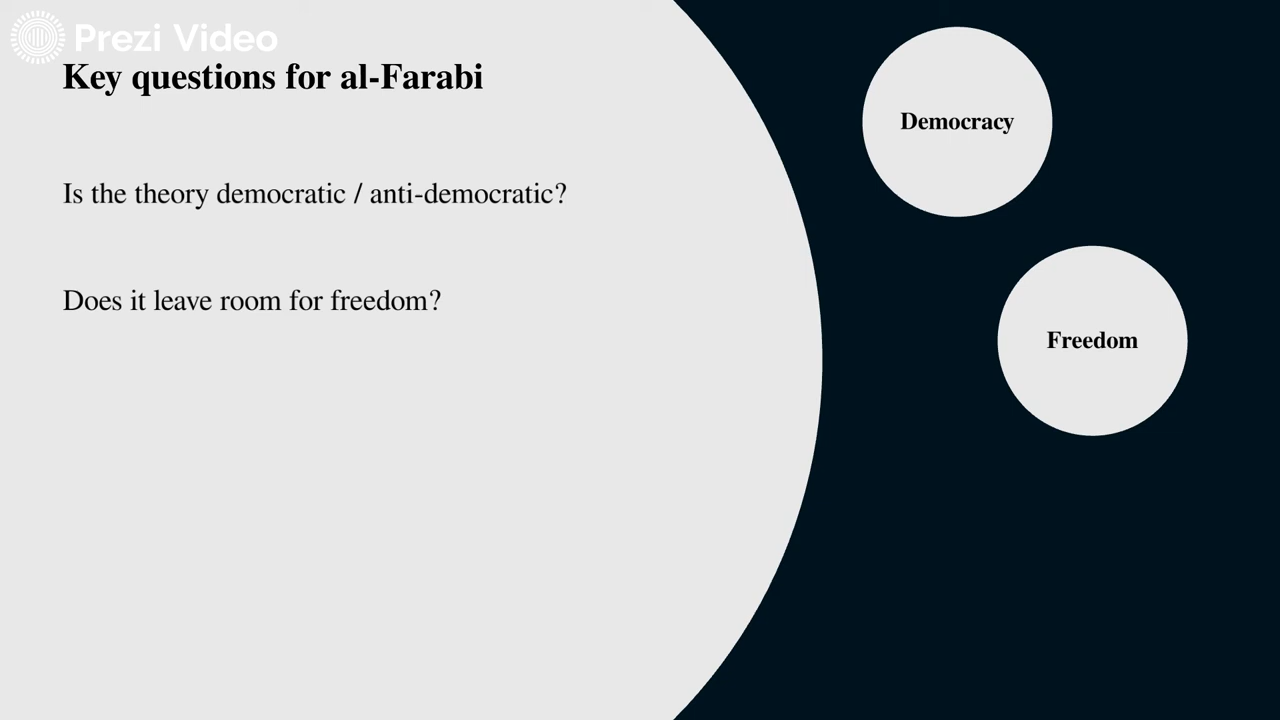 Prezi Video
Key questions for al-Farabi
Is the theory democratic / anti-democratic?
Does it leave room for freedom?
Democracy
Freedom